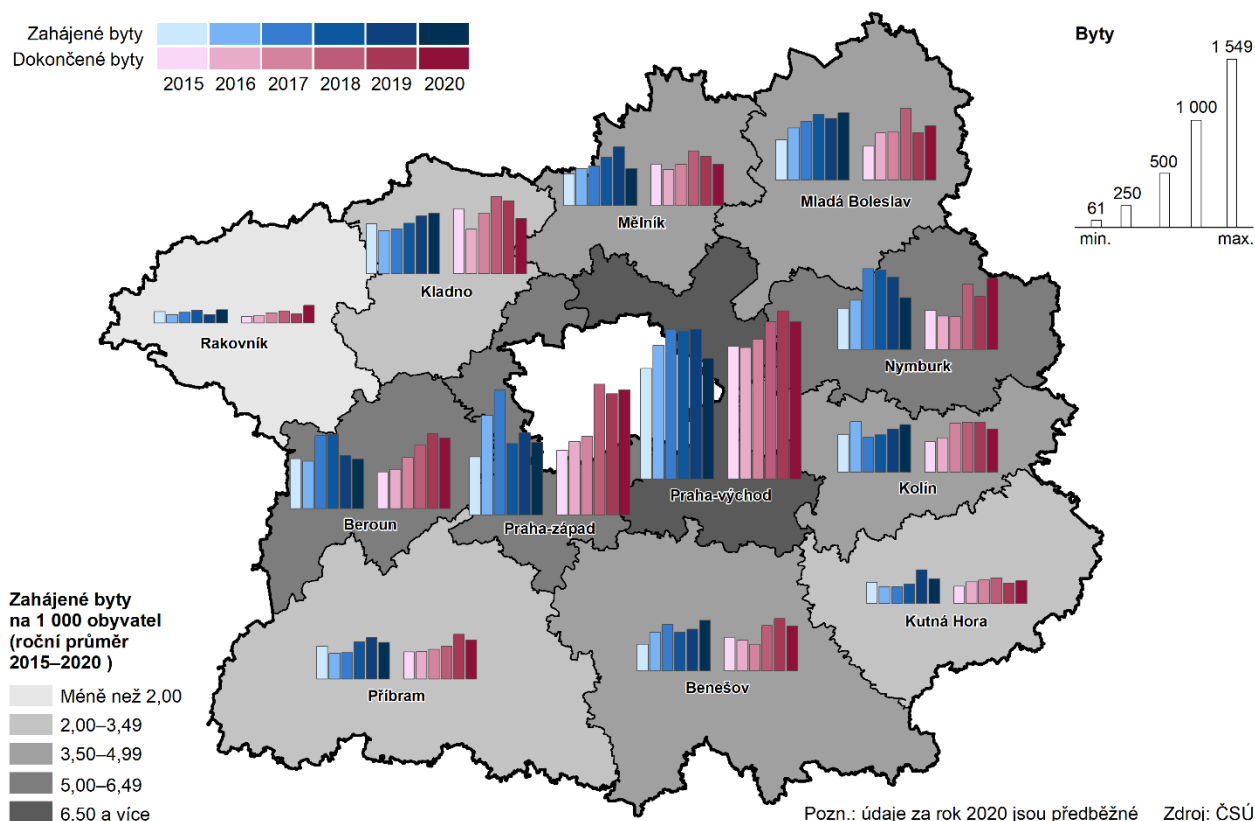 Zahájené byty
Dokončené byty
2015 2016 2017 2018 2019 2020
Byty
1 549
1 000
500
250
61
min. max.
Mladá Boleslav
Mělník
Kladno
Rakovník
Nymburk
Kolín
Praha-východ
Praha-západ
Beroun
Kutná Hora
Benešov
Příbram
Zahájené byty
na 1 000 obyvatel
(roční průměr
2015–2020 )
Méně než 2,00
2,00–3,49
3,50–4,99
5,00–6,49
6.50 a více
Pozn.: údaje za rok 2020 jsou předběžné Zdroj: ČSÚ